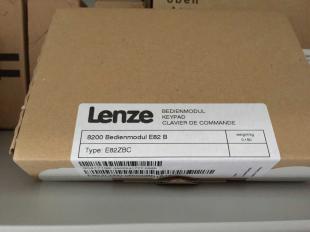 Lenze
BEDIENMODUL
KEYPAD
CLAVIER DE COMMANDE
8200 Bedienmodul E82 B
Type: E82ZBC